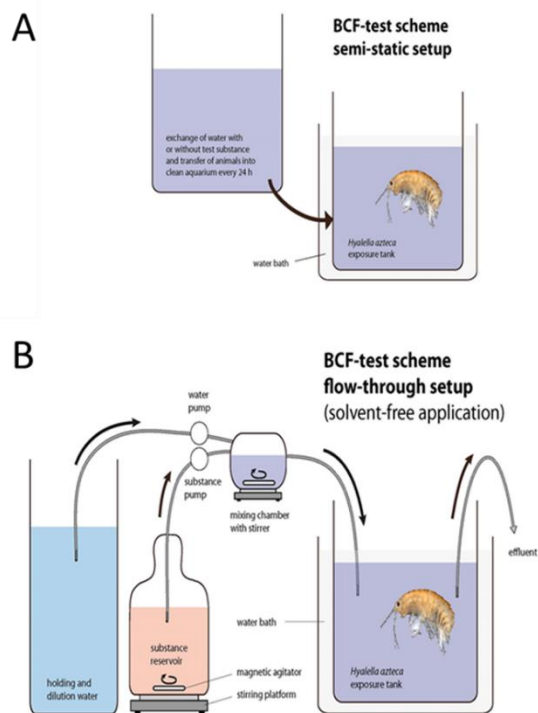 A
BCF-test scheme
semi-static setup
exchange of water with
or without test substance
and transfer of animals into
clean aquarium every 24 h
Hyalella azteca
exposure tank
water bath
B
BCF-test scheme
flow-through setup
(solvent-free application)
water
pump
substance
pump
mixing chamber
with stirrer
effluent
water bath
substance
reservoir
magnetic agitator
Hyalella azteca
exposure tank
holding and
dilution water
stirring platform